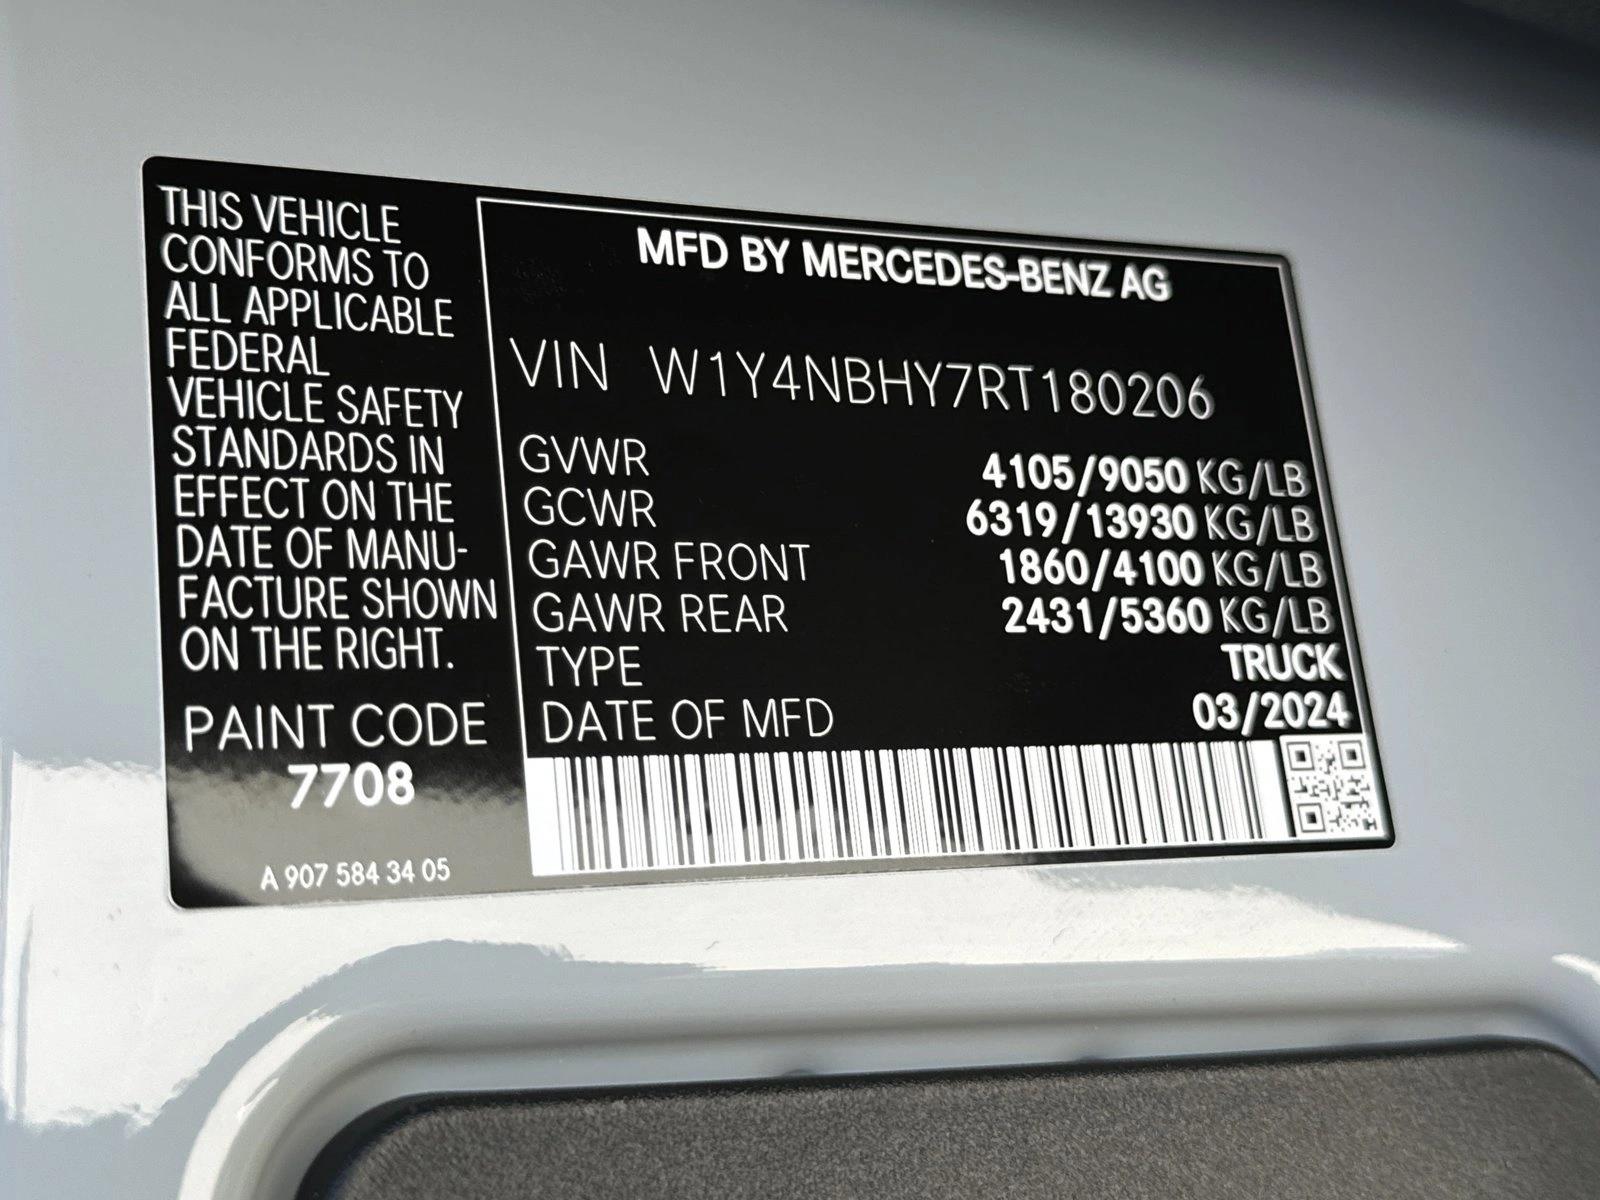 THIS VEHICLE
CONFORMS TO
ALL APPLICABLE
FEDERAL
VEHICLE SAFETY
STANDARDS IN
EFFECT ON THE
DATE OF MANU-
FACTURE SHOWN
ON THE RIGHT.
PAINT CODE
7708
A 907 584 34 05
MFD BY MERCEDES-BENZ AG
VIN W1Y4NBHY7RT180206
GVWR 4105/9050 KG/LB
GCWR 6319/13930 KG/LB
GAWR FRONT 1860/4100 KG/LB
GAWR REAR 2431/5360 KG/LB
TYPE TRUCK
DATE OF MFD 03/2024